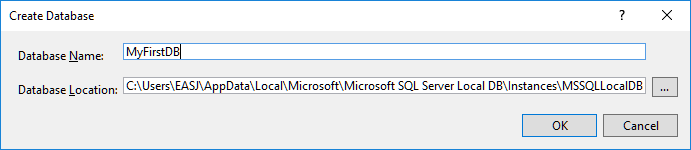 Create Database
?
Database Name: MyFirstDB
Database Location: C:\Users\EASJ\AppData\Local\Microsoft\Microsoft SQL Server Local DB\Instances\MSSQLLocalDB ...
OK Cancel